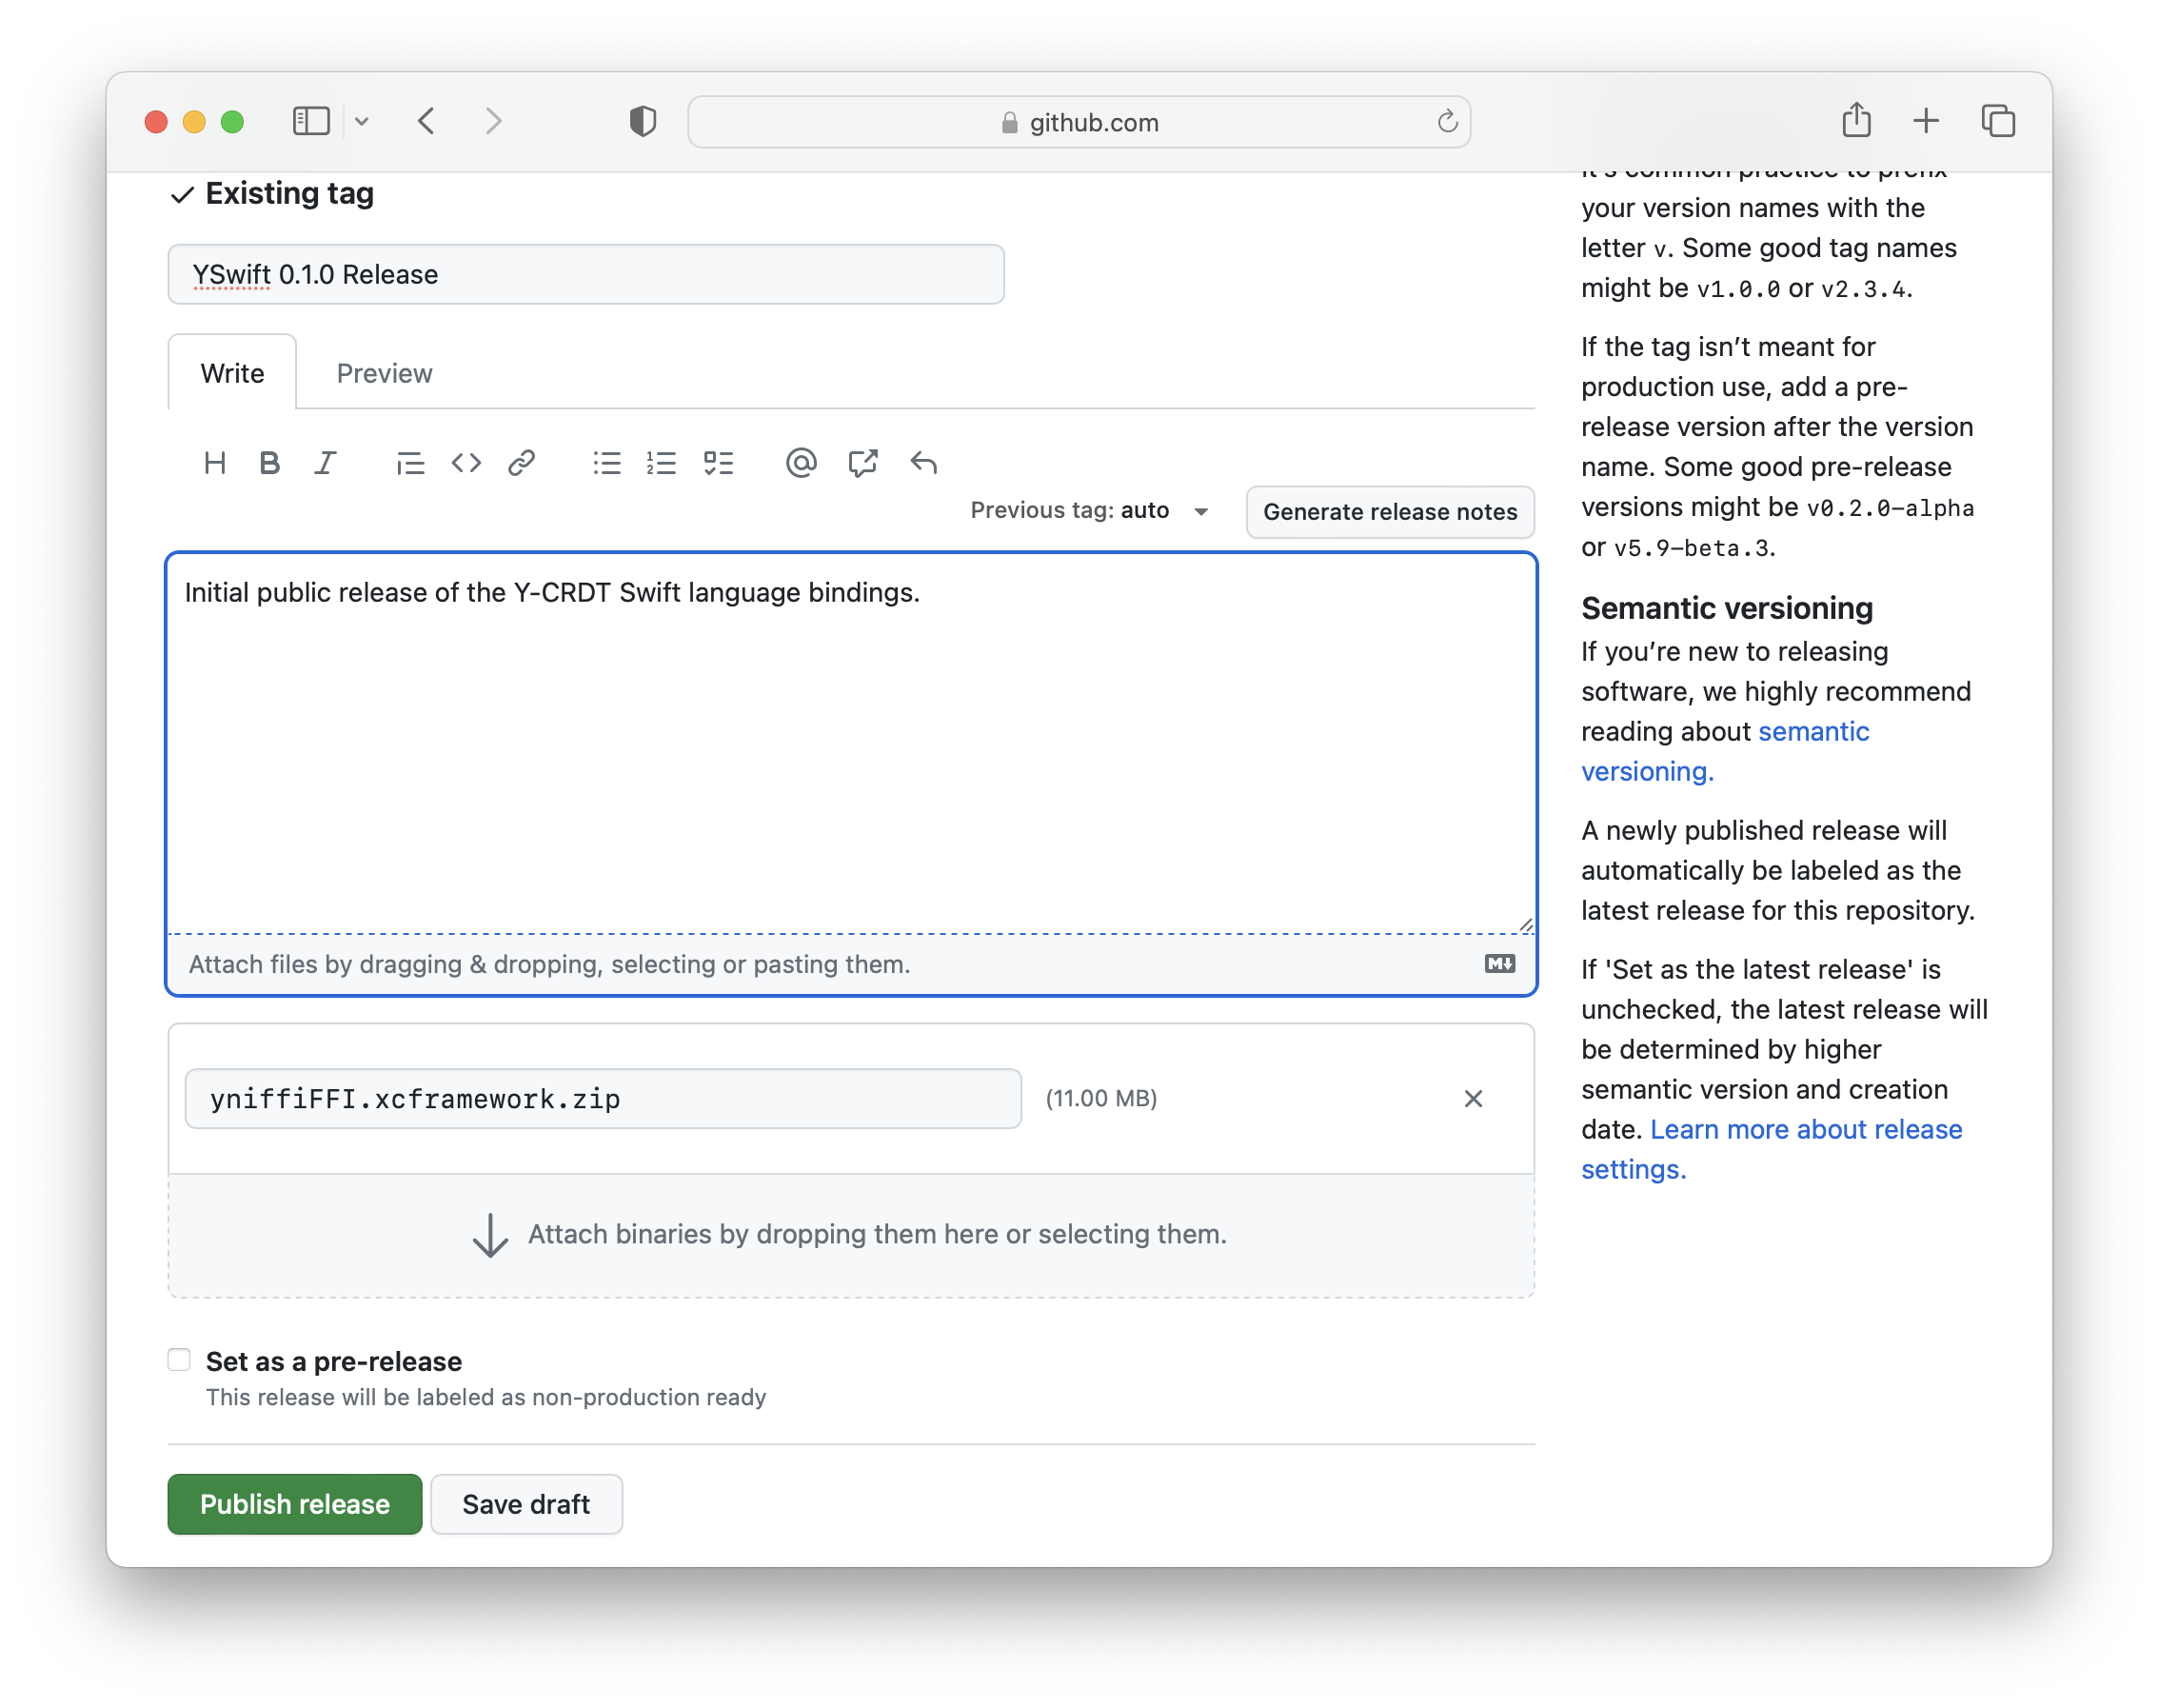 github.com
Existing tag
YSwift 0.1.0 Release
Write
Preview
Previous tag: auto
Generate release notes
Initial public release of the Y-CRDT Swift language bindings.
Attach files by dragging & dropping, selecting or pasting them.
yniffiFFI.xcframework.zip
(11.00 MB)
Attach binaries by dropping them here or selecting them.
Set as a pre-release
This release will be labeled as non-production ready
Publish release
Save draft
It's common practice to prefix
your version names with the
letter v. Some good tag names
might be v1.0.0 or v2.3.4.
If the tag isn’t meant for
production use, add a pre-
release version after the version
name. Some good pre-release
versions might be v0.2.0-alpha
or v5.9-beta.3.
Semantic versioning
If you’re new to releasing
software, we highly recommend
reading about semantic
versioning.
A newly published release will
automatically be labeled as the
latest release for this repository.
If 'Set as the latest release' is
unchecked, the latest release will
be determined by higher
semantic version and creation
date. Learn more about release
settings.